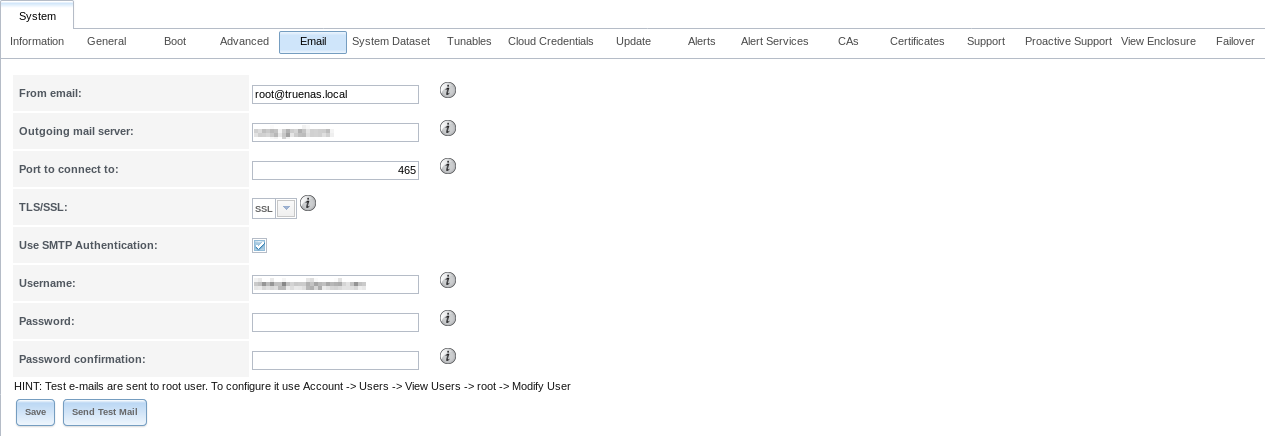 System
Information General Boot Advanced Email System Dataset Tunables Cloud Credentials Update Alerts Alert Services CAs Certificates Support Proactive Support View Enclosure Failover
From email: root@truenas.local
Outgoing mail server:
Port to connect to: 465
TLS/SSL: SSL
Use SMTP Authentication:
Username:
Password:
Password confirmation:
HINT: Test e-mails are sent to root user. To configure it use Account -> Users -> View Users -> root -> Modify User
Save Send Test Mail